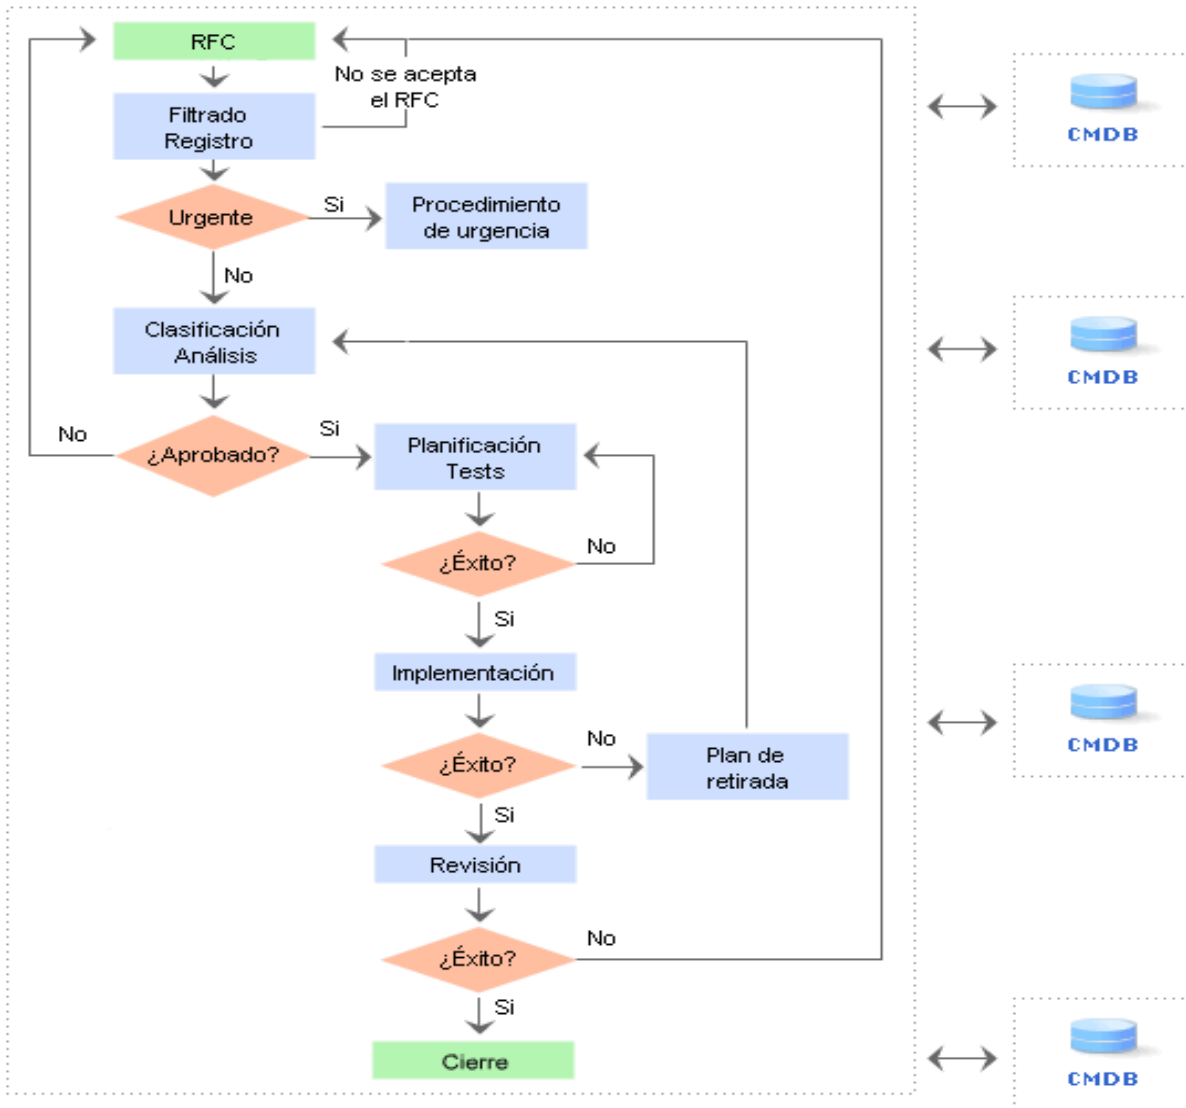 RFC
No se acepta
el RFC
CMDB
Filtrado
Registro
Urgente
Si
Procedimiento
de urgencia
No
Clasificación
Análisis
CMDB
No
¿Aprobado?
Si
Planificación
Tests
¿Éxito?
No
Si
Implementación
¿Éxito?
No
Plan de
retirada
CMDB
Si
Revisión
¿Éxito?
No
Si
Cierre
CMDB